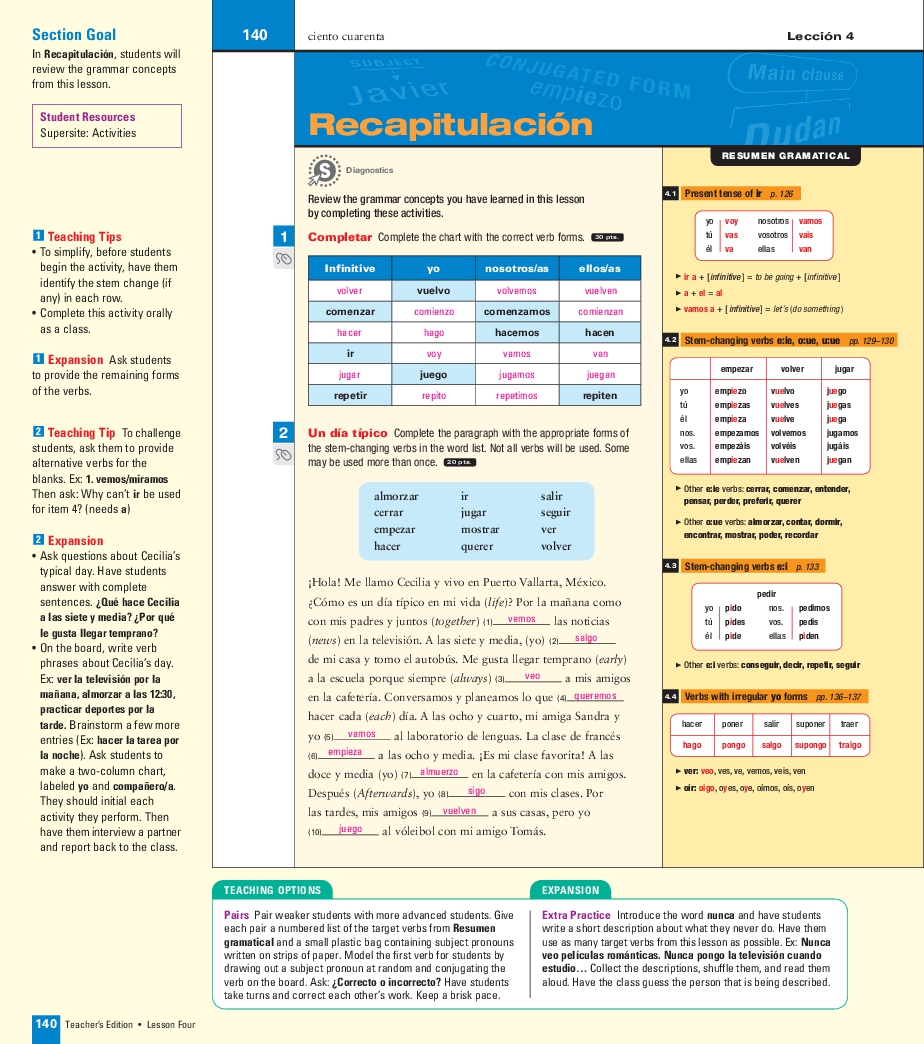 Section Goal
In Recapitulación, students will
review the grammar concepts
from this lesson.
Student Resources
Supersite: Activities
1 Teaching Tips
• To simplify, before students
begin the activity, have them
identify the stem change (if
any) in each row.
• Complete this activity orally
as a class.
1 Expansion Ask students
to provide the remaining forms
of the verbs.
2 Teaching Tip To challenge
students, ask them to provide
alternative verbs for the
blanks. Ex: 1. vemos/miramos
Then ask: Why can't ir be used
for item 4? (needs a)
2 Expansion
• Ask questions about Cecilia's
typical day. Have students
answer with complete
sentences. ¿Qué hace Cecilia
a las siete y media? ¿Por qué
le gusta llegar temprano?
• On the board, write verb
phrases about Cecilia's day.
Ex: ver la televisión por la
mañana, almorzar a las 12:30,
practicar deportes por la
tarde. Brainstorm a few more
entries (Ex: hacer la tarea por
la noche). Ask students to
make a two-column chart,
labeled yo and compañero/a.
They should initial each
activity they perform. Then
have them interview a partner
and report back to the class.
140 ciento cuarenta Lección 4
SUBJECT
Javier
CONJUGATED FORM
empiezo
Main clause
Dudan
Recapitulación
S Diagnostics
Review the grammar concepts you have learned in this lesson
by completing these activities.
1 Completar Complete the chart with the correct verb forms. 30 pts.
Infinitive yo nosotros/as ellos/as
volver vuelvo volvemos vuelven
comenzar comienzo comenzamos comienzan
hacer hago hacemos hacen
ir voy vamos van
jugar juego jugamos juegan
repetir repito repetimos repiten
2 Un día típico Complete the paragraph with the appropriate forms of
the stem-changing verbs in the word list. Not all verbs will be used. Some
may be used more than once. 20 pts.
almorzar ir salir
cerrar jugar seguir
empezar mostrar ver
hacer querer volver
¡Hola! Me llamo Cecilia y vivo en Puerto Vallarta, México.
¿Cómo es un día típico en mi vida (life)? Por la mañana como
con mis padres y juntos (together) (1) vemos las noticias
(news) en la televisión. A las siete y media, (yo) (2) salgo
de mi casa y tomo el autobús. Me gusta llegar temprano (early)
a la escuela porque siempre (always) (3) veo a mis amigos
en la cafetería. Conversamos y planeamos lo que (4) queremos
hacer cada (each) día. A las ocho y cuarto, mi amiga Sandra y
yo (5) vamos al laboratorio de lenguas. La clase de francés
(6) empieza a las ocho y media. ¡Es mi clase favorita! A las
doce y media (yo) (7) almuerzo en la cafetería con mis amigos.
Después (Afterwards), yo (8) sigo con mis clases. Por
las tardes, mis amigos (9) vuelven a sus casas, pero yo
(10) juego al vóleibol con mi amigo Tomás.
RESUMEN GRAMATICAL
4.1 Present tense of ir p. 126
yo voy nosotros vamos
tú vas vosotros vais
él va ellas van
▶ ir a + [infinitive] = to be going + [infinitive]
▶ a + el = al
▶ vamos a + [infinitive] = let's (do something)
4.2 Stem-changing verbs e:ie, o:ue, u:ue pp. 129–130
empezar volver jugar
yo empiezo vuelvo juego
tú empiezas vuelves juegas
él empieza vuelve juega
nos. empezamos volvemos jugamos
vos. empezáis volvéis jugáis
ellas empiezan vuelven juegan
▶ Other e:ie verbs: cerrar, comenzar, entender,
pensar, perder, preferir, querer
▶ Other o:ue verbs: almorzar, contar, dormir,
encontrar, mostrar, poder, recordar
4.3 Stem-changing verbs e:i p. 133
pedir
yo pido nos. pedimos
tú pides vos. pedís
él pide ellas piden
▶ Other e:i verbs: conseguir, decir, repetir, seguir
4.4 Verbs with irregular yo forms pp. 136–137
hacer poner salir suponer traer
hago pongo salgo supongo traigo
▶ ver: veo, ves, ve, vemos, veis, ven
▶ oír: oigo, oyes, oye, oímos, oís, oyen
TEACHING OPTIONS
Pairs Pair weaker students with more advanced students. Give
each pair a numbered list of the target verbs from Resumen
gramatical and a small plastic bag containing subject pronouns
written on strips of paper. Model the first verb for students by
drawing out a subject pronoun at random and conjugating the
verb on the board. Ask: ¿Correcto o incorrecto? Have students
take turns and correct each other's work. Keep a brisk pace.
EXPANSION
Extra Practice Introduce the word nunca and have students
write a short description about what they never do. Have them
use as many target verbs from this lesson as possible. Ex: Nunca
veo películas románticas. Nunca pongo la televisión cuando
estudio… Collect the descriptions, shuffle them, and read them
aloud. Have the class guess the person that is being described.
140 Teacher's Edition • Lesson Four